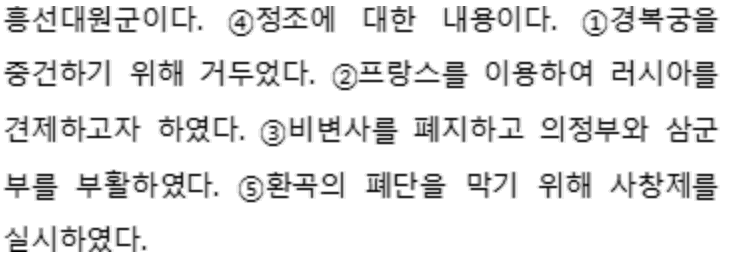 흥선대원군이다. ④정조에 대한 내용이다. ①경복궁을
중건하기 위해 거두었다. ②프랑스를 이용하여 러시아를
견제하고자 하였다. ③비변사를 폐지하고 의정부와 삼군
부를 부활하였다. ⑤환곡의 폐단을 막기 위해 사창제를
실시하였다.